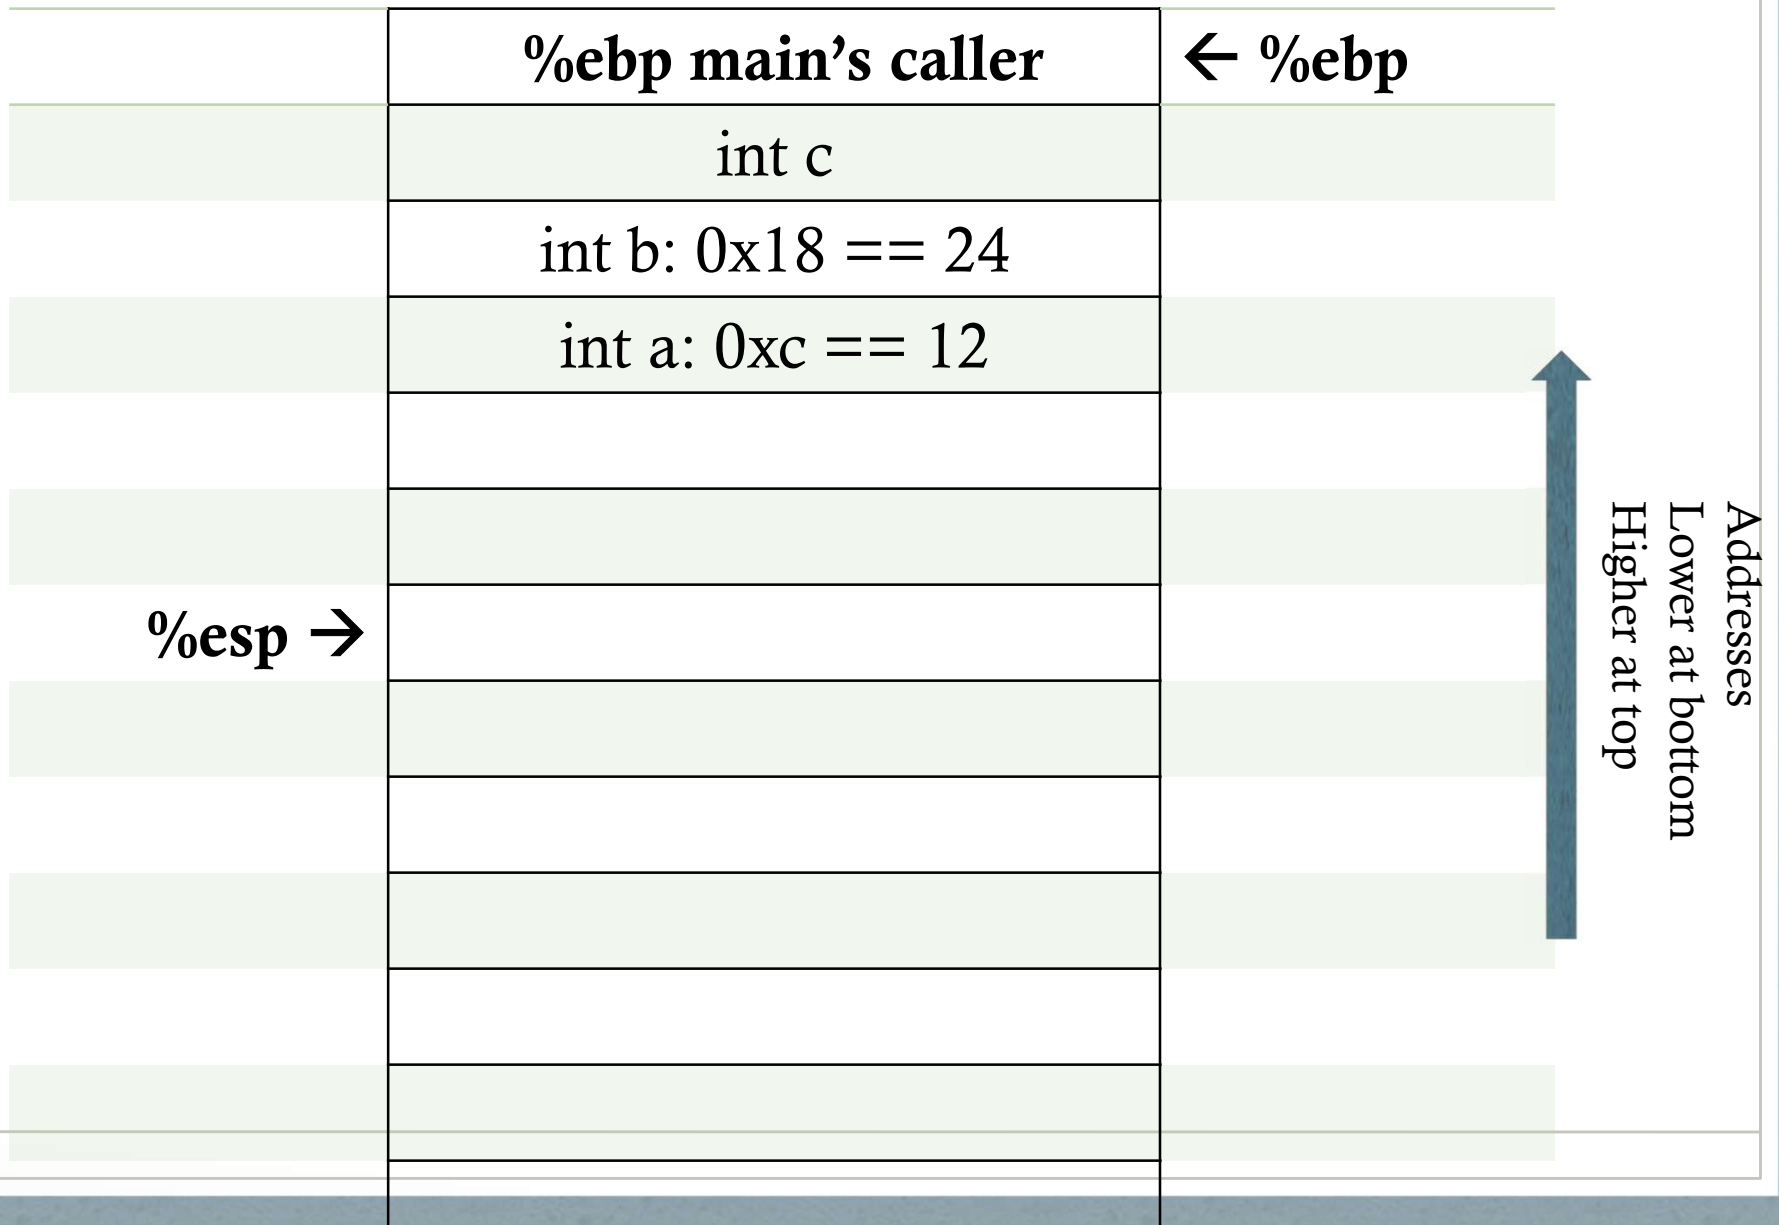 %ebp main’s caller
← %ebp
int c
int b: 0x18 == 24
int a: 0xc == 12
%esp →
Addresses
Lower at bottom
Higher at top